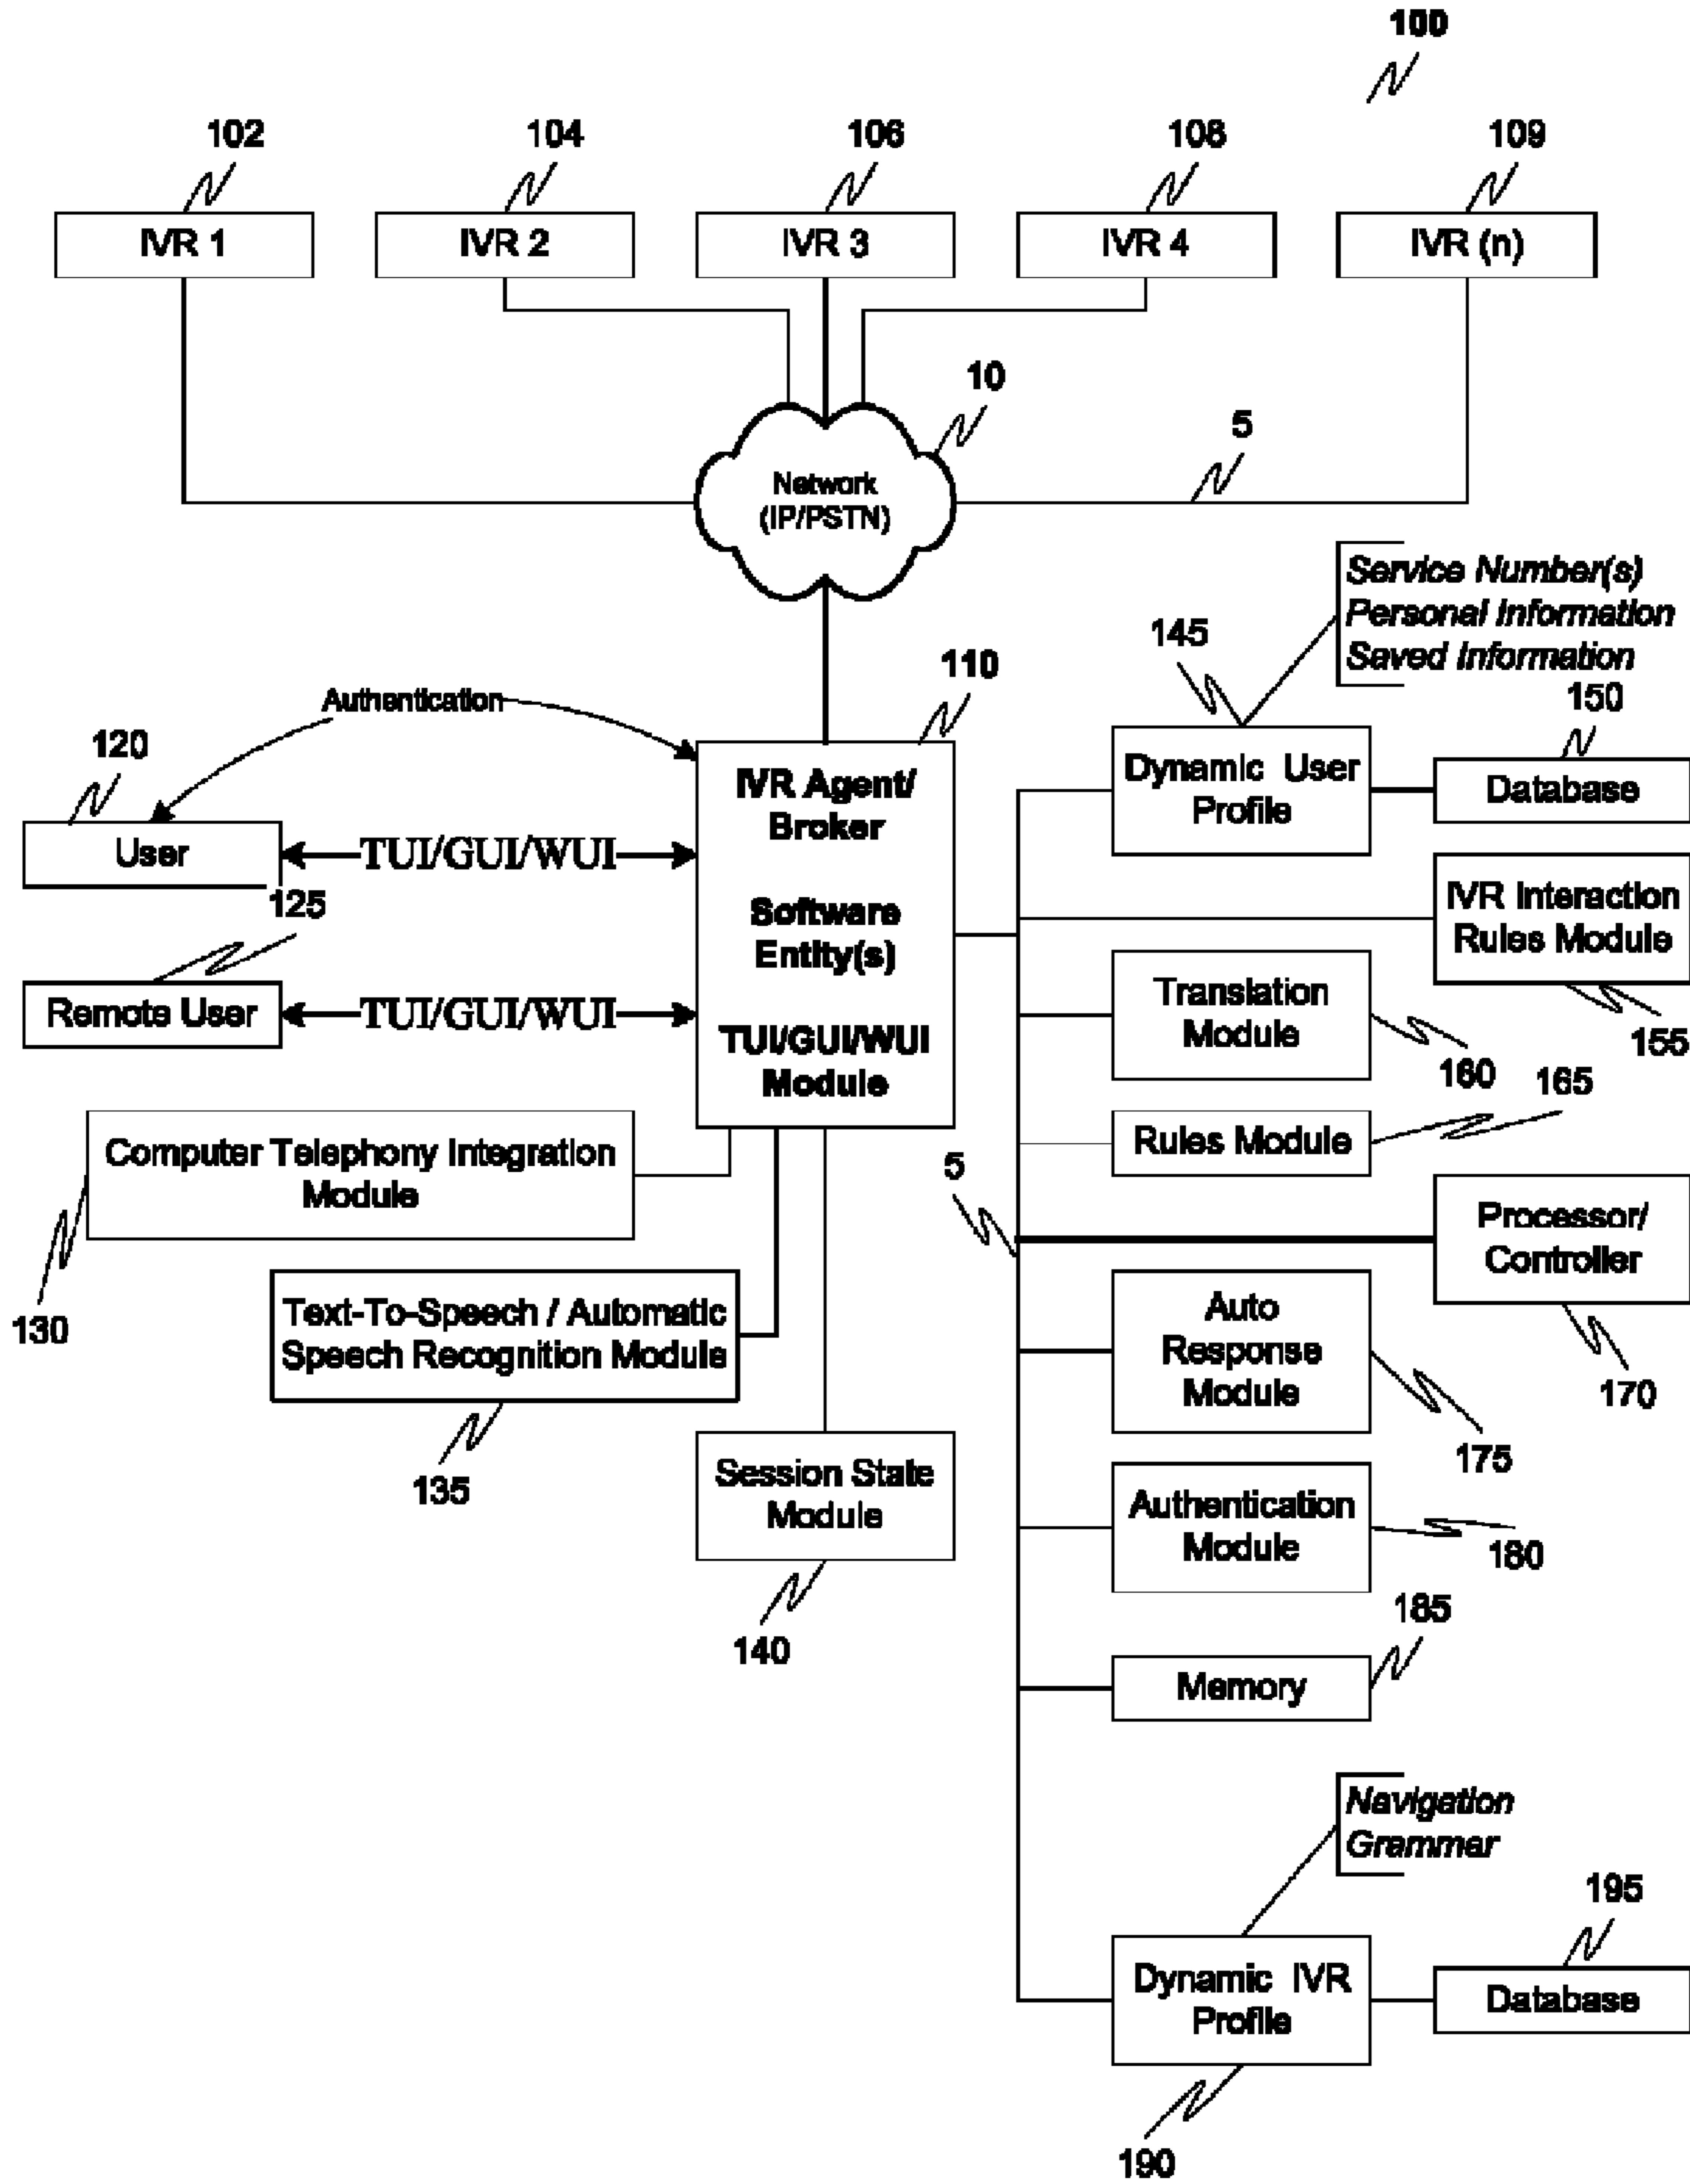 100
102
104
106
108
109
IVR 1
IVR 2
IVR 3
IVR 4
IVR (n)
10
5
Network
(IP/PSTN)
Service Number(s)
Personal Information
Saved Information
145
110
150
Authentication
120
IVR Agent/
Broker
Software
Entity(s)
TUI/GUI/WUI
Module
Dynamic User
Profile
Database
User
TUI/GUI/WUI
125
IVR Interaction
Rules Module
155
Remote User
TUI/GUI/WUI
Translation
Module
160
165
Computer Telephony Integration
Module
130
Rules Module
5
Processor/
Controller
170
Text-To-Speech / Automatic
Speech Recognition Module
135
Auto
Response
Module
175
Session State
Module
140
Authentication
Module
180
185
Memory
Navigation
Grammer
195
Dynamic IVR
Profile
Database
190